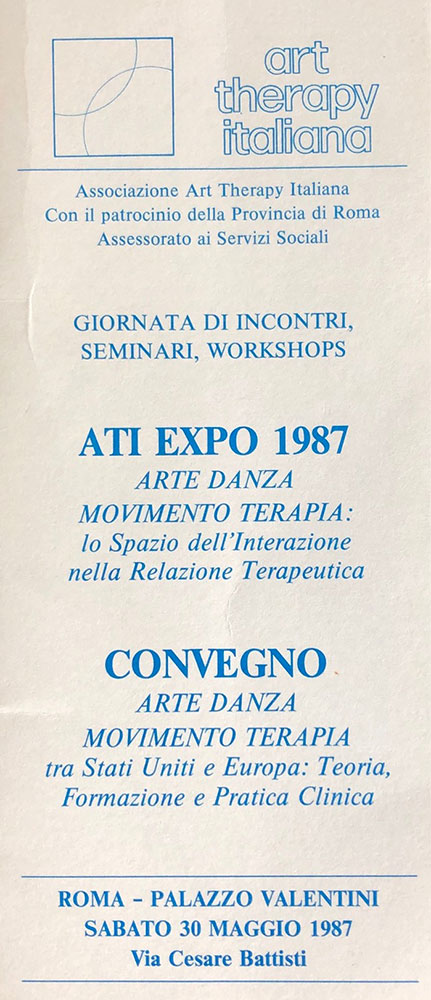 art
therapy
italiana
Associazione Art Therapy Italiana
Con il patrocinio della Provincia di Roma
Assessorato ai Servizi Sociali
GIORNATA DI INCONTRI,
SEMINARI, WORKSHOPS
ATI EXPO 1987
ARTE DANZA
MOVIMENTO TERAPIA:
lo Spazio dell'Interazione
nella Relazione Terapeutica
CONVEGNO
ARTE DANZA
MOVIMENTO TERAPIA
tra Stati Uniti e Europa: Teoria,
Formazione e Pratica Clinica
ROMA - PALAZZO VALENTINI
SABATO 30 MAGGIO 1987
Via Cesare Battisti